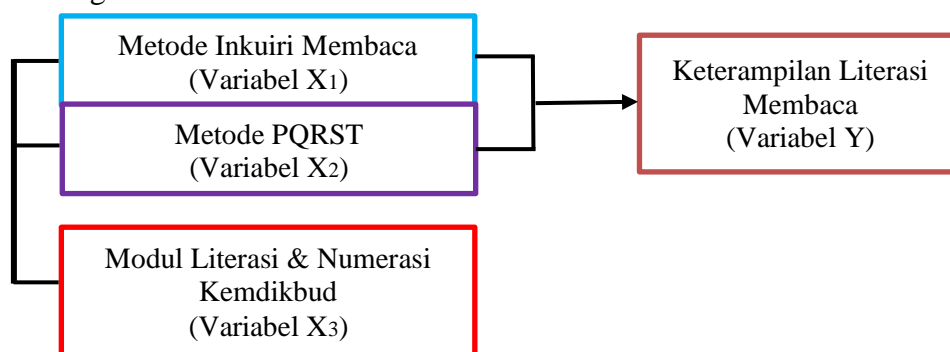 Metode Inkuiri Membaca
(Variabel X1)
Metode PQRST
(Variabel X2)
Modul Literasi & Numerasi
Kemdikbud
(Variabel X3)
Keterampilan Literasi
Membaca
(Variabel Y)